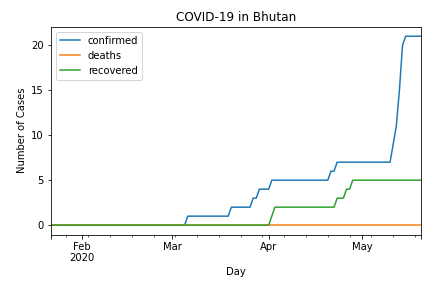 COVID-19 in Bhutan
confirmed
deaths
recovered
Number of Cases
20
15
10
5
0
Feb
2020
Mar
Apr
May
Day